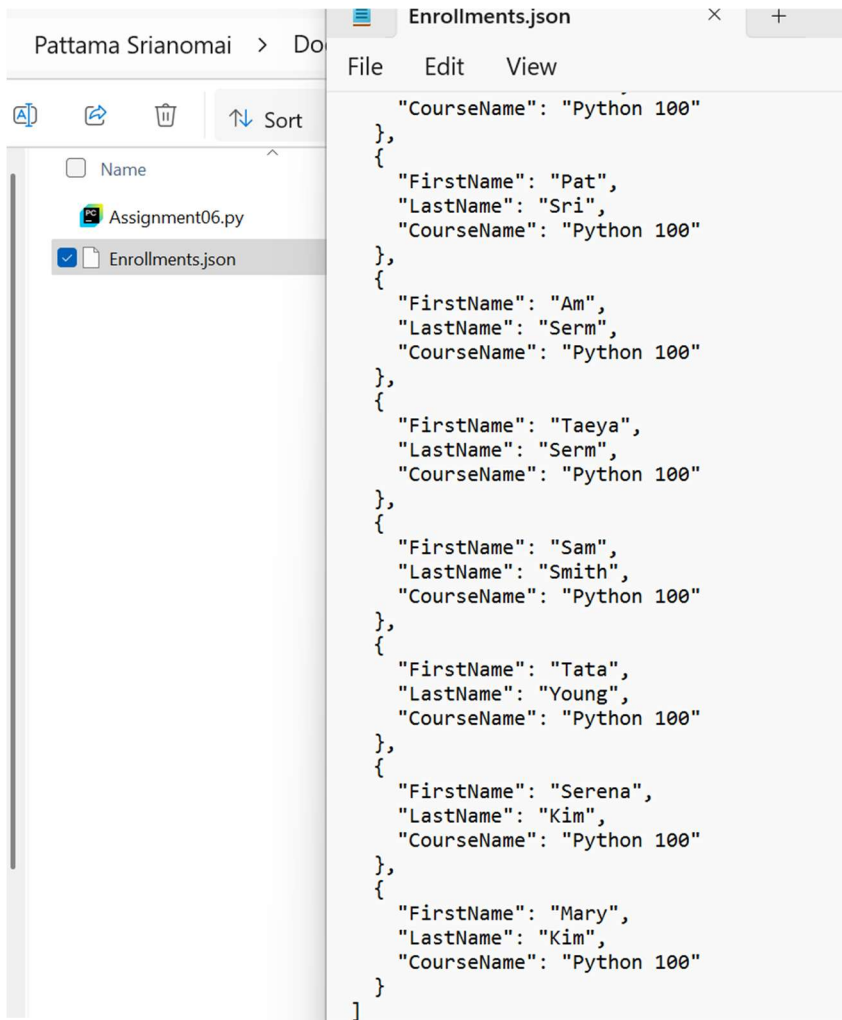 Pattama Srianomai > Do
Sort
Name
Assignment06.py
Enrollments.json
Enrollments.json
File Edit View
"CourseName": "Python 100"
},
{
"FirstName": "Pat",
"LastName": "Sri",
"CourseName": "Python 100"
},
{
"FirstName": "Am",
"LastName": "Serm",
"CourseName": "Python 100"
},
{
"FirstName": "Taeya",
"LastName": "Serm",
"CourseName": "Python 100"
},
{
"FirstName": "Sam",
"LastName": "Smith",
"CourseName": "Python 100"
},
{
"FirstName": "Tata",
"LastName": "Young",
"CourseName": "Python 100"
},
{
"FirstName": "Serena",
"LastName": "Kim",
"CourseName": "Python 100"
},
{
"FirstName": "Mary",
"LastName": "Kim",
"CourseName": "Python 100"
}
]